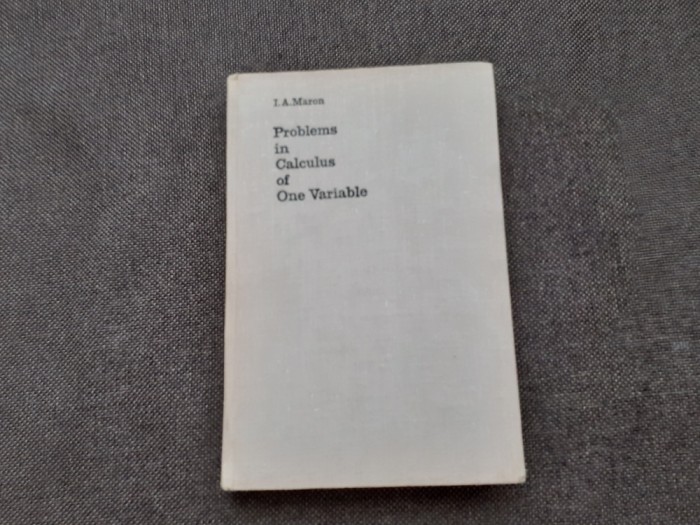 I.A.Maron
Problems
in
Calculus
of
One Variable